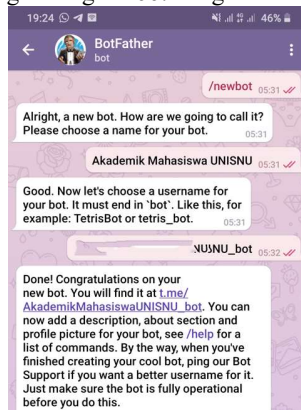 19:24 46%
BotFather
bot
/newbot 05:31
Alright, a new bot. How are we going to call it?
Please choose a name for your bot. 05:31
Akademik Mahasiswa UNISNU 05:31
Good. Now let's choose a username for
your bot. It must end in `bot`. Like this, for
example: TetrisBot or tetris_bot. 05:31
NUSNU_bot 05:32
Done! Congratulations on your
new bot. You will find it at t.me/
AkademikMahasiswaUNISNU_bot. You can
now add a description, about section and
profile picture for your bot, see /help for a
list of commands. By the way, when you've
finished creating your cool bot, ping our Bot
Support if you want a better username for it.
Just make sure the bot is fully operational
before you do this.